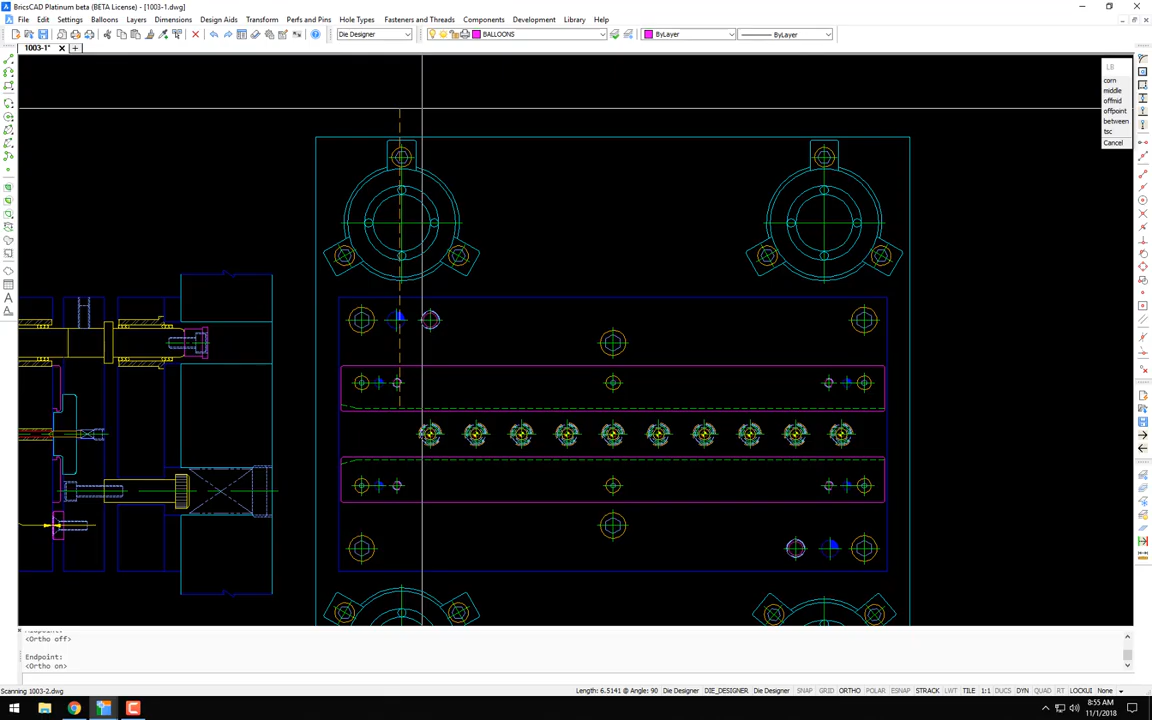 BricsCAD Platinum beta (BETA License) - [1003-1.dwg]
File Edit Settings Balloons Layers Dimensions Design Aids Transform Perfs and Pins Hole Types Fasteners and Threads Components Development Library Help
Die Designer BALLOONS ByLayer ByLayer
1003-1*
LB
corn
middle
offmid
offpoint
between
tsc
Cancel
<Ortho off>
Endpoint:
<Ortho on>
Scanning 1003-2.dwg
Length: 6.5141 @ Angle: 90 Die Designer DIE_DESIGNER Die Designer SNAP GRID ORTHO POLAR ESNAP STRACK LWT TILE 1:1 DUCS DYN QUAD RT LOCKUI None
8:55 AM
11/1/2018